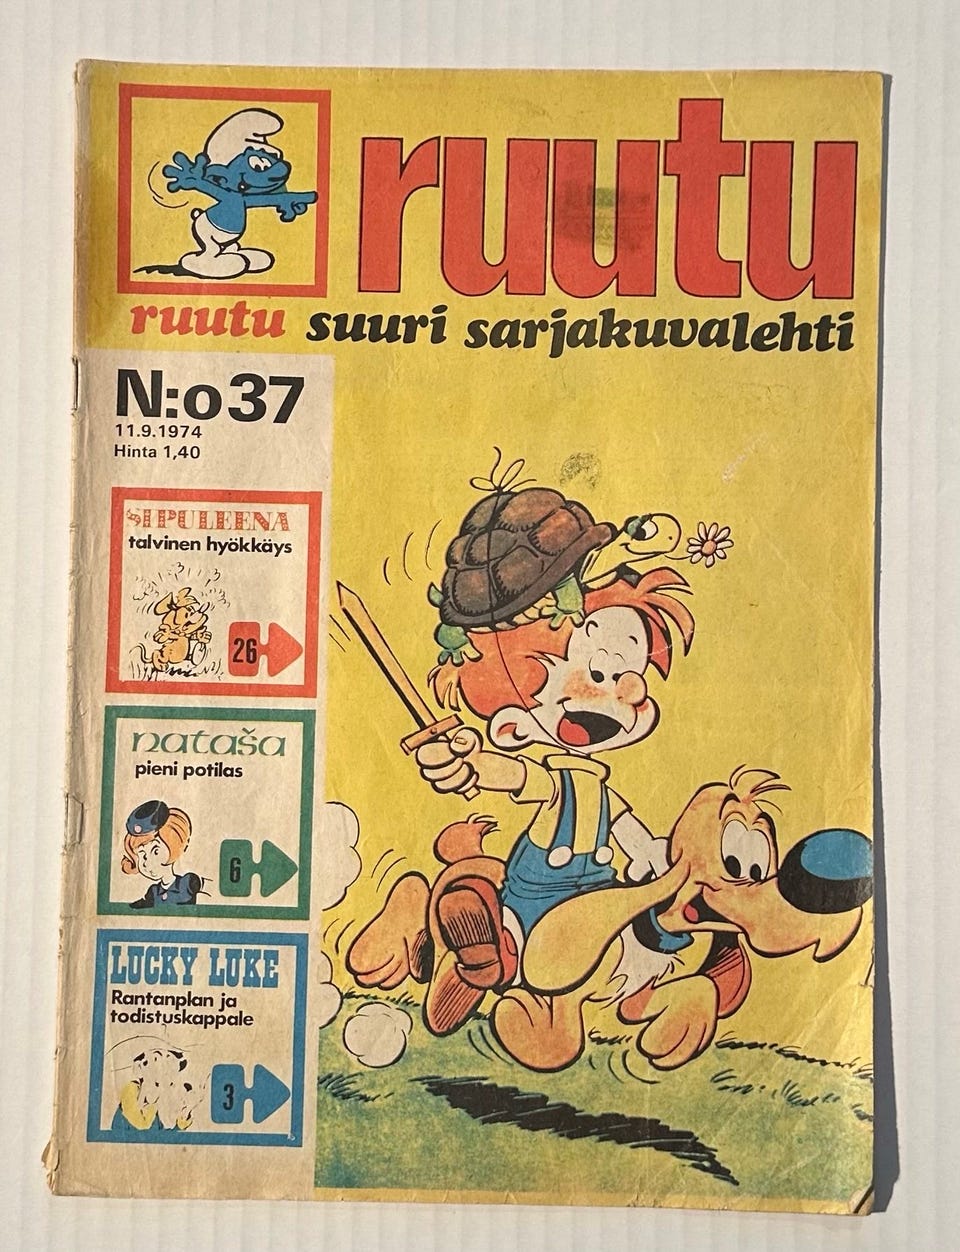 ruutu
ruutu suuri sarjakuvalehti
N:o 37
11.9.1974
Hinta 1,40
SIPULEENA
talvinen hyökkäys
26
nataša
pieni potilas
6
LUCKY LUKE
Rantanplan ja
todistuskappale
3